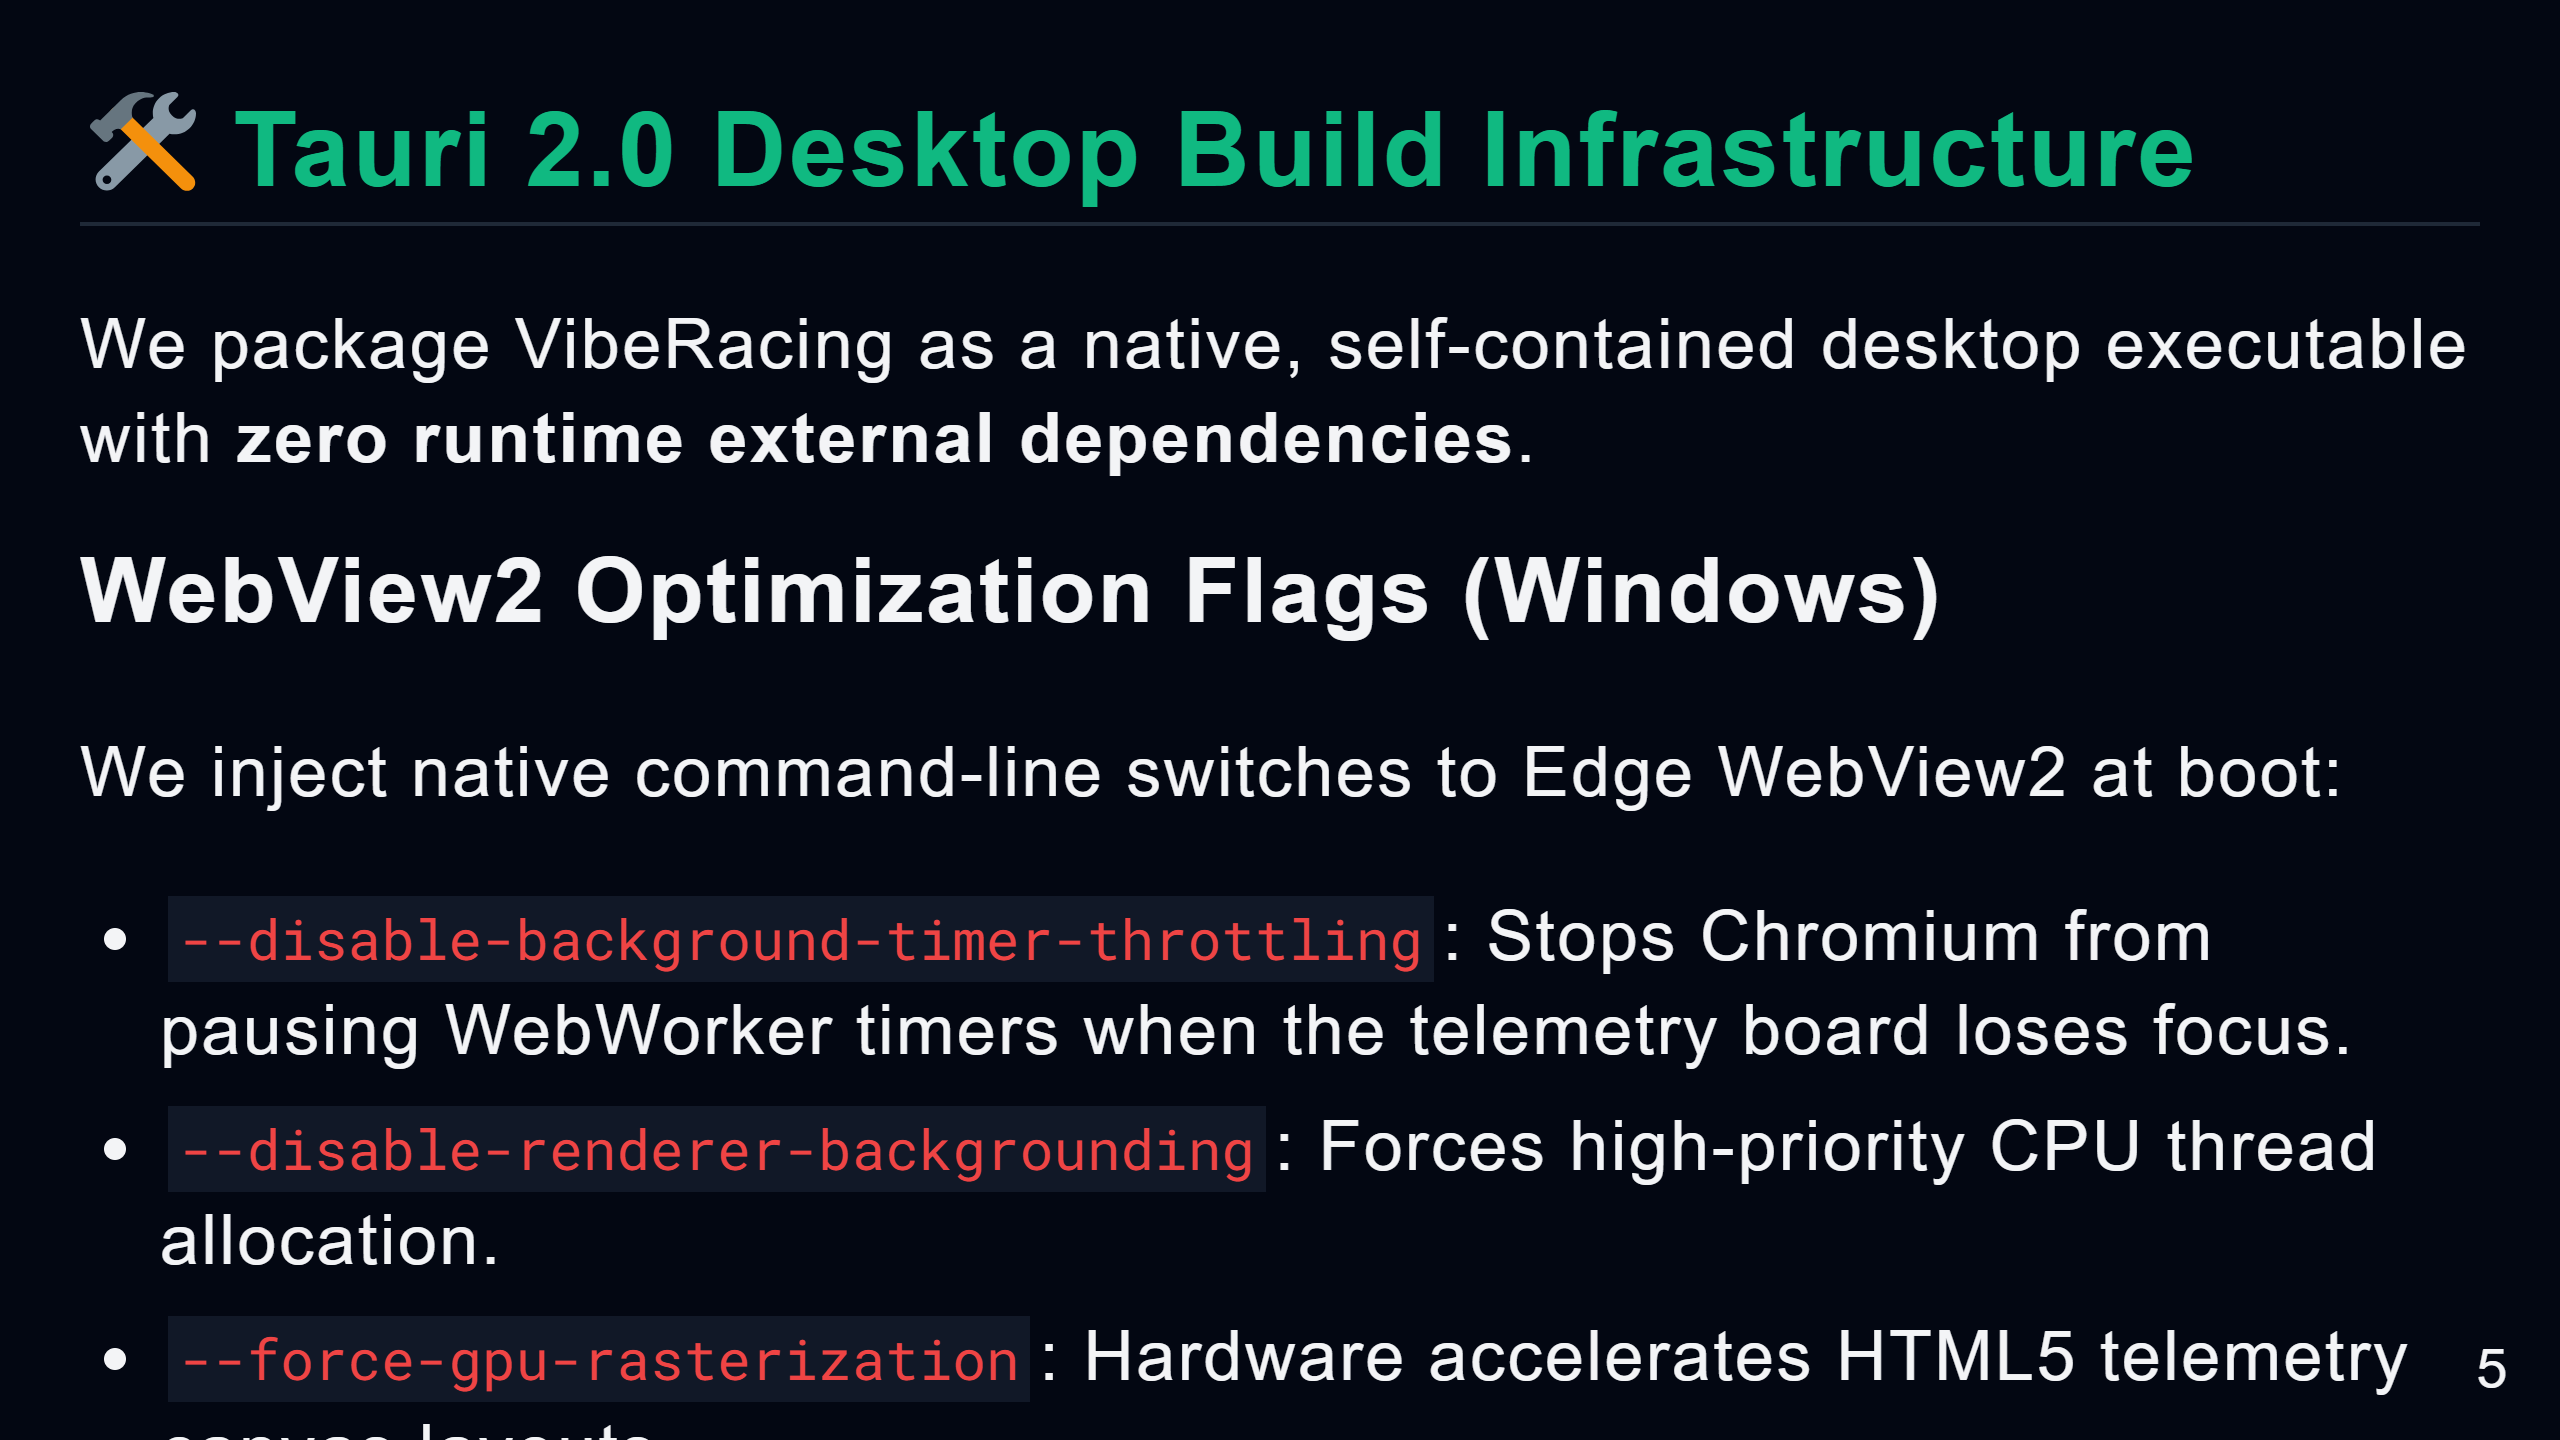 Tauri 2.0 Desktop Build Infrastructure
We package VibeRacing as a native, self-contained desktop executable
with zero runtime external dependencies.
WebView2 Optimization Flags (Windows)
We inject native command-line switches to Edge WebView2 at boot:
• --disable-background-timer-throttling: Stops Chromium from
pausing WebWorker timers when the telemetry board loses focus.
• --disable-renderer-backgrounding: Forces high-priority CPU thread
allocation.
• --force-gpu-rasterization: Hardware accelerates HTML5 telemetry
canvas layouts
5